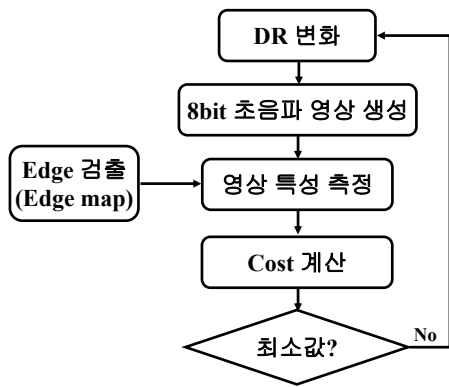 DR 변화
8bit 초음파 영상 생성
Edge 검출
(Edge map)
영상 특성 측정
Cost 계산
최소값?
No